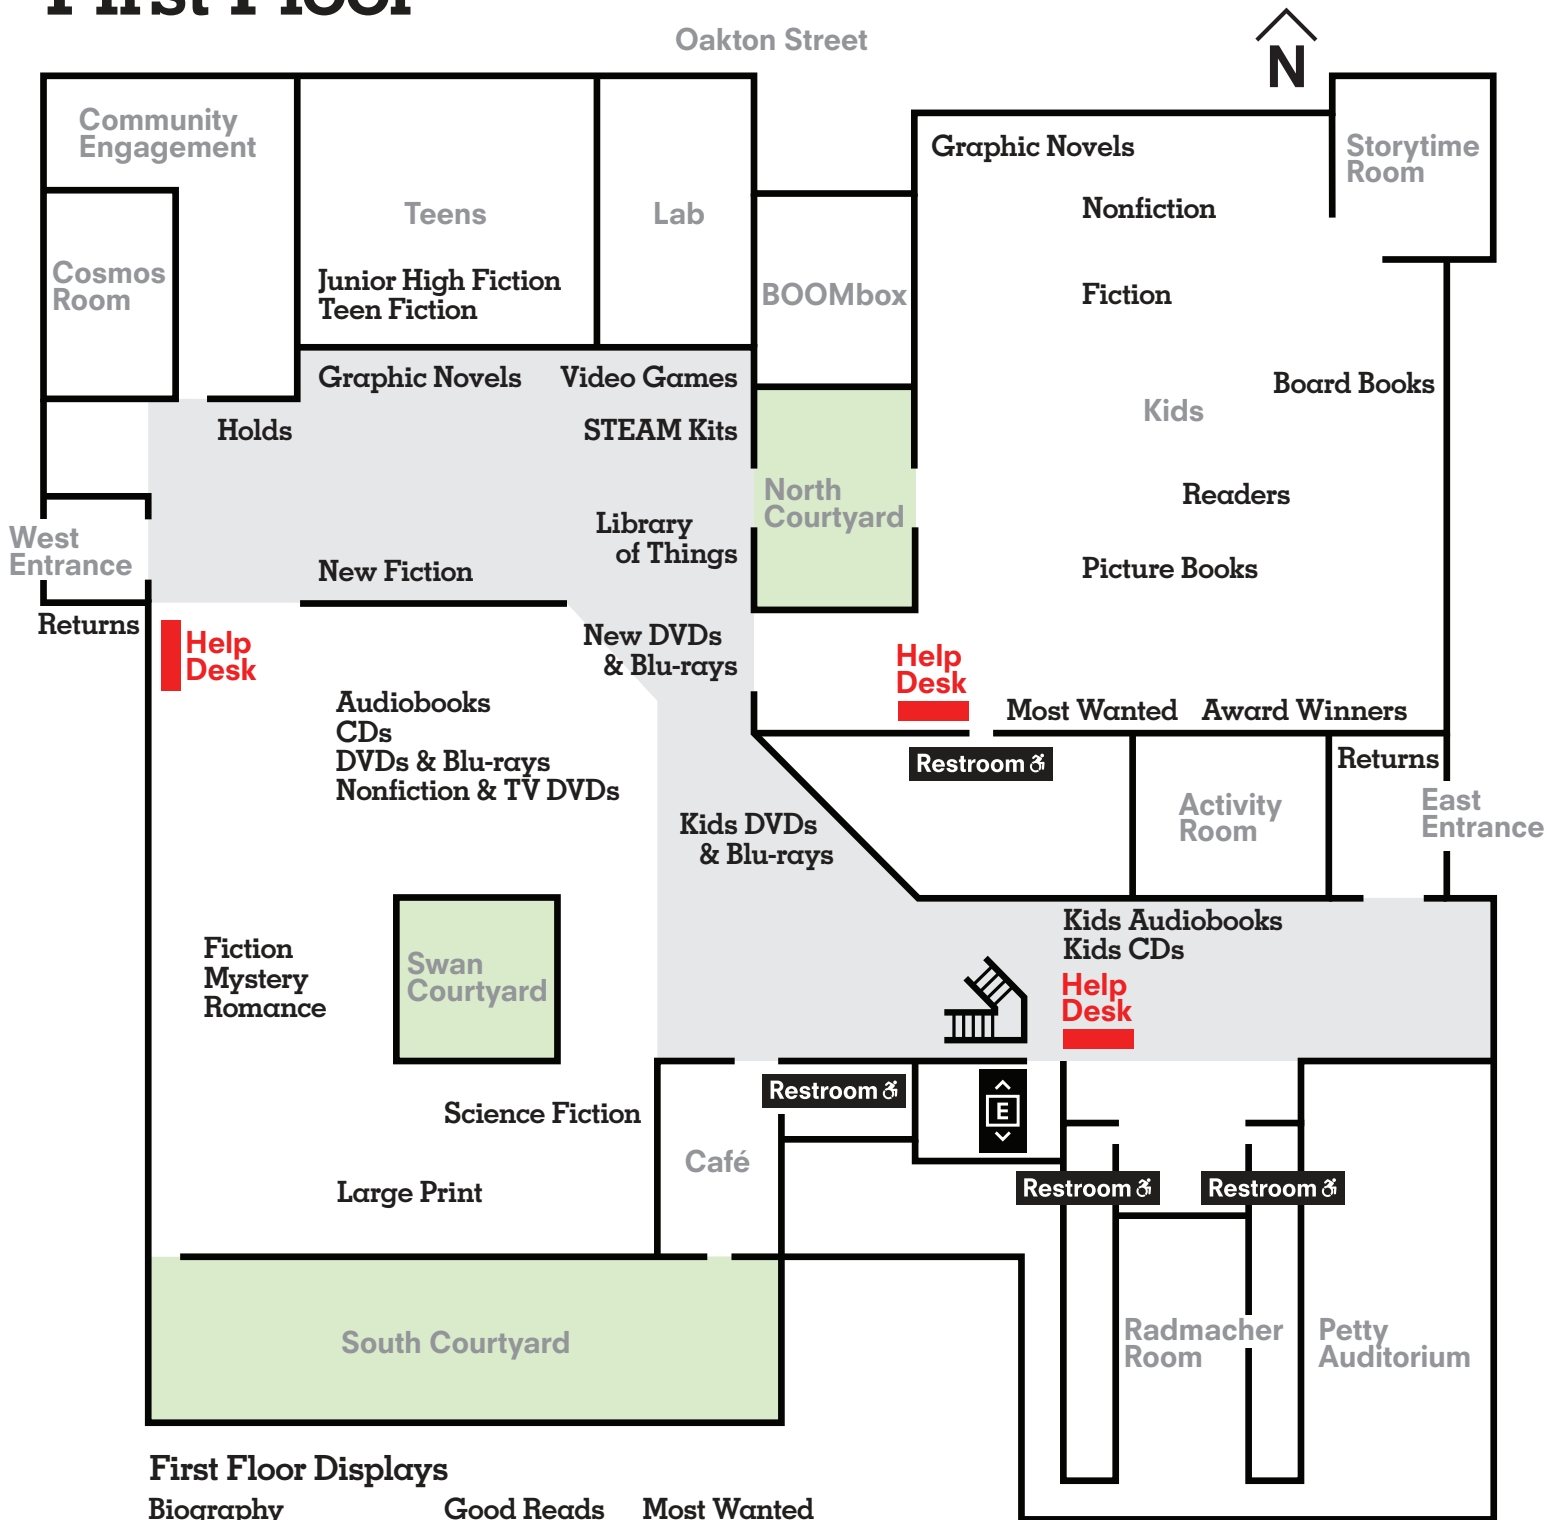 First Floor
Oakton Street
N
Community
Engagement
Cosmos
Room
Teens
Junior High Fiction
Teen Fiction
Lab
BOOMbox
Graphic Novels
Nonfiction
Fiction
Storytime
Room
Board Books
Kids
Readers
Picture Books
Graphic Novels
Video Games
Holds
STEAM Kits
North
Courtyard
Library
of Things
West
Entrance
New Fiction
Returns
Help
Desk
New DVDs
& Blu-rays
Help
Desk
Most Wanted
Award Winners
Restroom
Returns
Activity
Room
East
Entrance
Audiobooks
CDs
DVDs & Blu-rays
Nonfiction & TV DVDs
Kids DVDs
& Blu-rays
Kids Audiobooks
Kids CDs
Help
Desk
Fiction
Mystery
Romance
Swan
Courtyard
Science Fiction
Large Print
Café
Restroom
E
Restroom
Restroom
Radmacher
Room
Petty
Auditorium
South Courtyard
First Floor Displays
Biography
Good Reads
Most Wanted